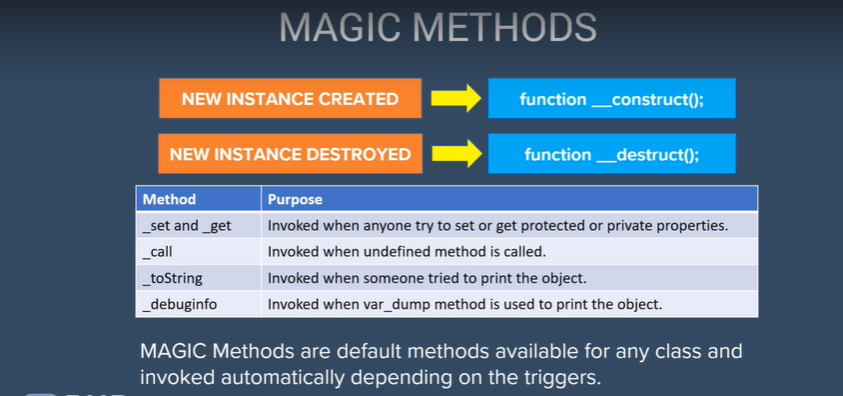 MAGIC METHODS
NEW INSTANCE CREATED
function __construct();
NEW INSTANCE DESTROYED
function __destruct();
Method Purpose
_set and _get Invoked when anyone try to set or get protected or private properties.
_call Invoked when undefined method is called.
_toString Invoked when someone tried to print the object.
_debuginfo Invoked when var_dump method is used to print the object.
MAGIC Methods are default methods available for any class and
invoked automatically depending on the triggers.